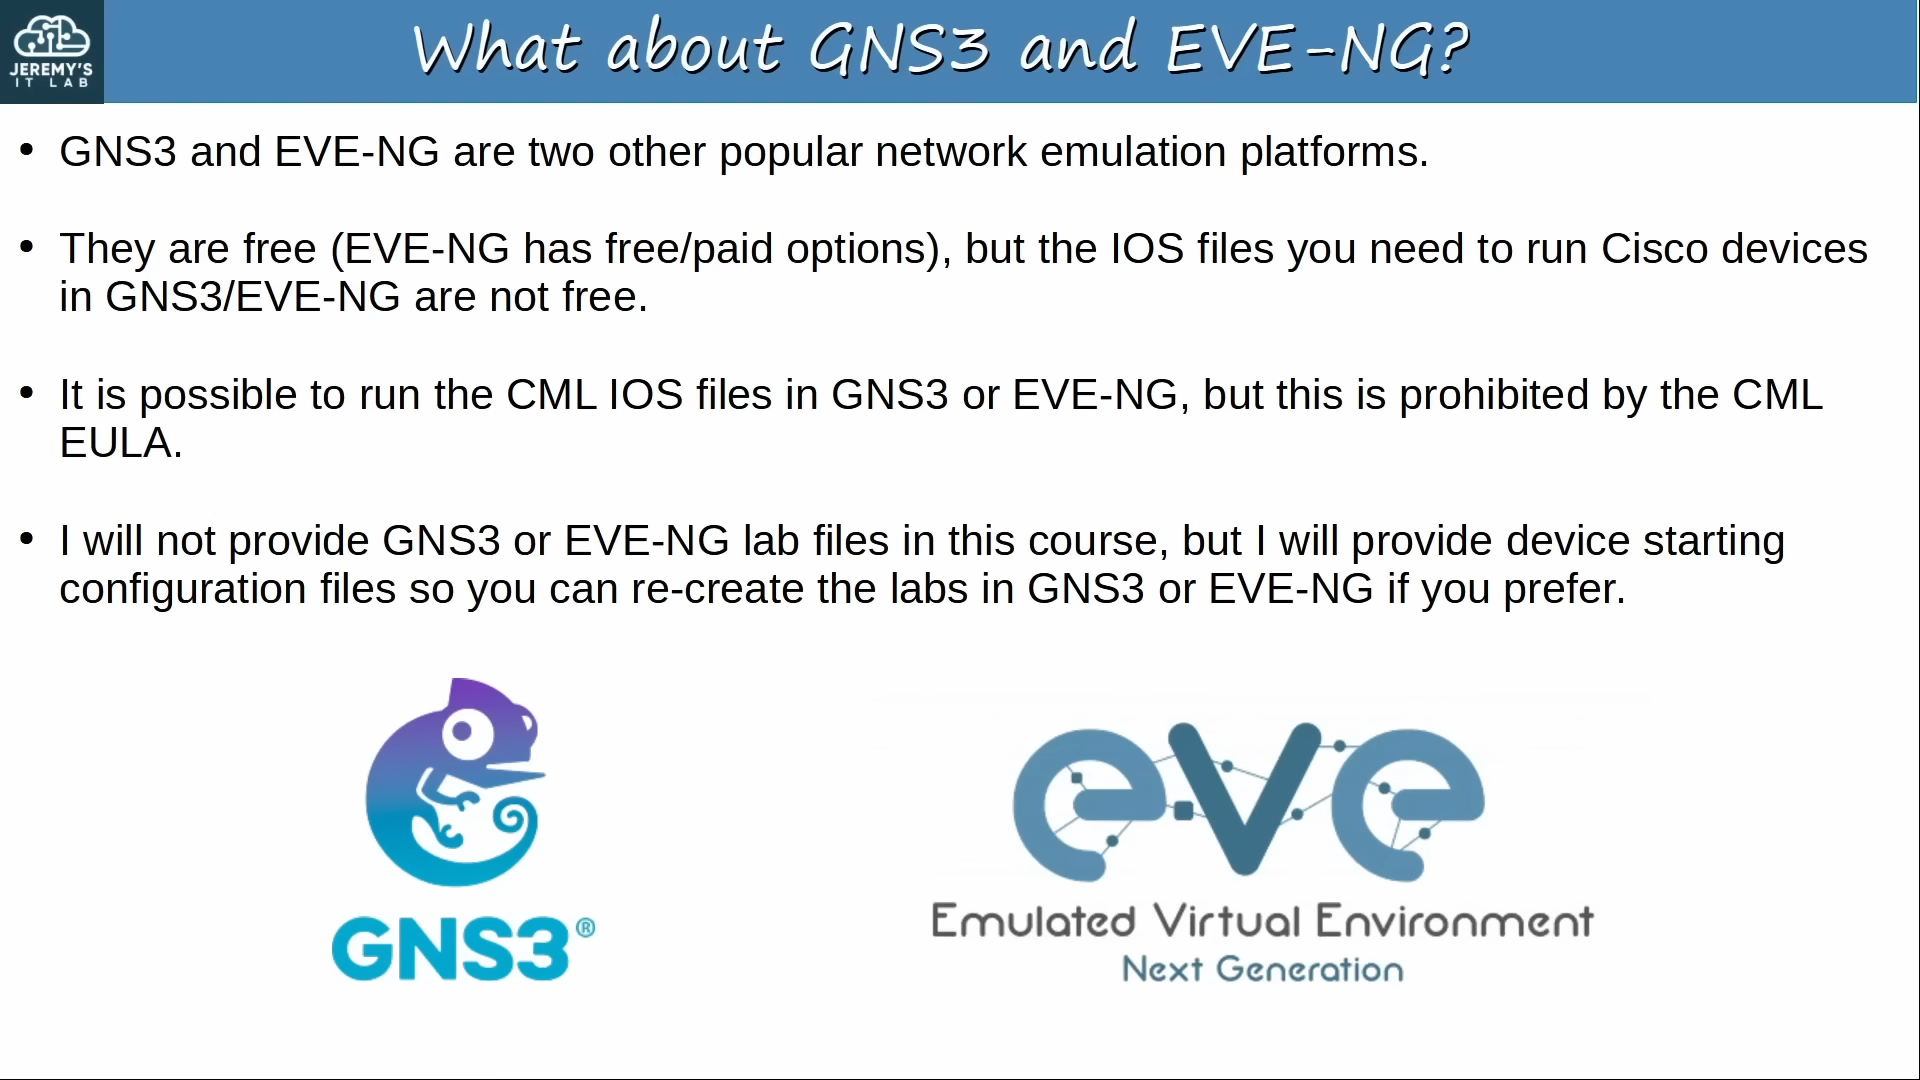 JEREMY'S
IT LAB
What about GNS3 and EVE-NG?
• GNS3 and EVE-NG are two other popular network emulation platforms.
• They are free (EVE-NG has free/paid options), but the IOS files you need to run Cisco devices
in GNS3/EVE-NG are not free.
• It is possible to run the CML IOS files in GNS3 or EVE-NG, but this is prohibited by the CML
EULA.
• I will not provide GNS3 or EVE-NG lab files in this course, but I will provide device starting
configuration files so you can re-create the labs in GNS3 or EVE-NG if you prefer.
GNS3®
eve
Emulated Virtual Environment
Next Generation